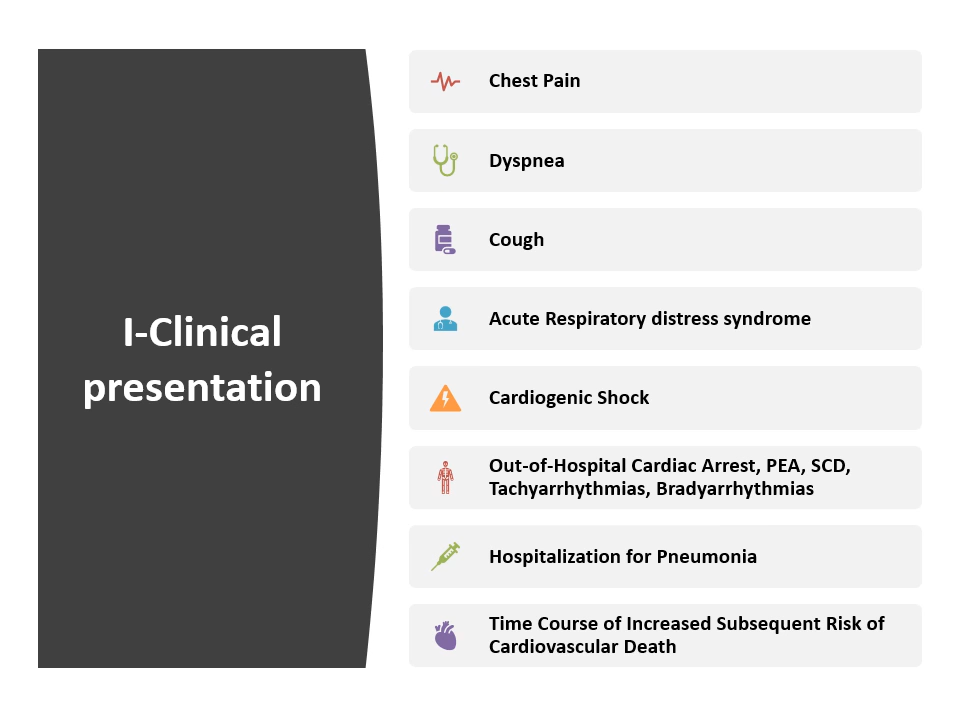 I-Clinical
presentation
Chest Pain
Dyspnea
Cough
Acute Respiratory distress syndrome
Cardiogenic Shock
Out-of-Hospital Cardiac Arrest, PEA, SCD,
Tachyarrhythmias, Bradyarrhythmias
Hospitalization for Pneumonia
Time Course of Increased Subsequent Risk of
Cardiovascular Death